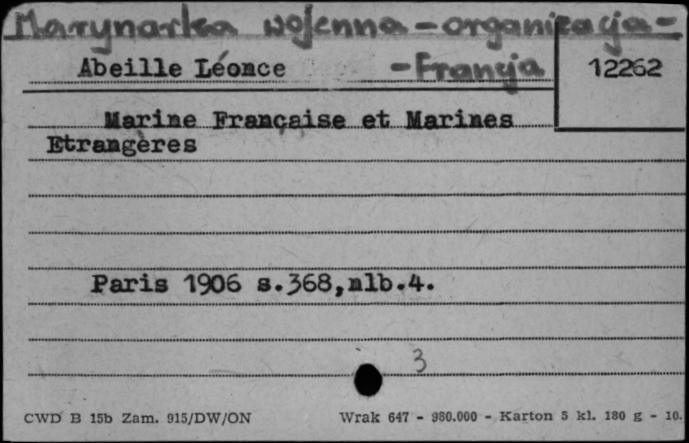 Marynarka wojenna - organizacja -
Abeille Léonce - Francja 12262
Marine Française et Marines
Etrangères
Paris 1906 s.368,nlb.4.
3
CWD B 15b Zam. 915/DW/ON Wrak 647 - 980.000 - Karton 5 kl. 180 g - 10.